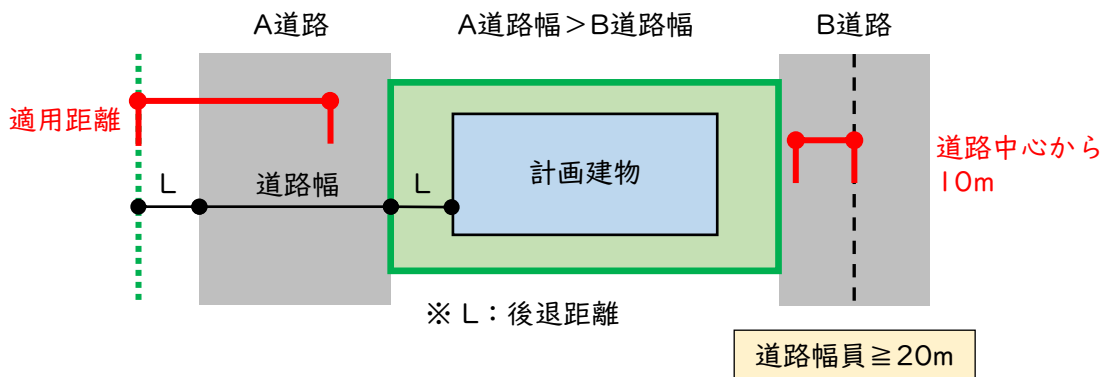 A道路
A道路幅＞B道路幅
B道路
適用距離
L
道路幅
L
計画建物
道路中心から
10m
※ L：後退距離
道路幅員≧20m